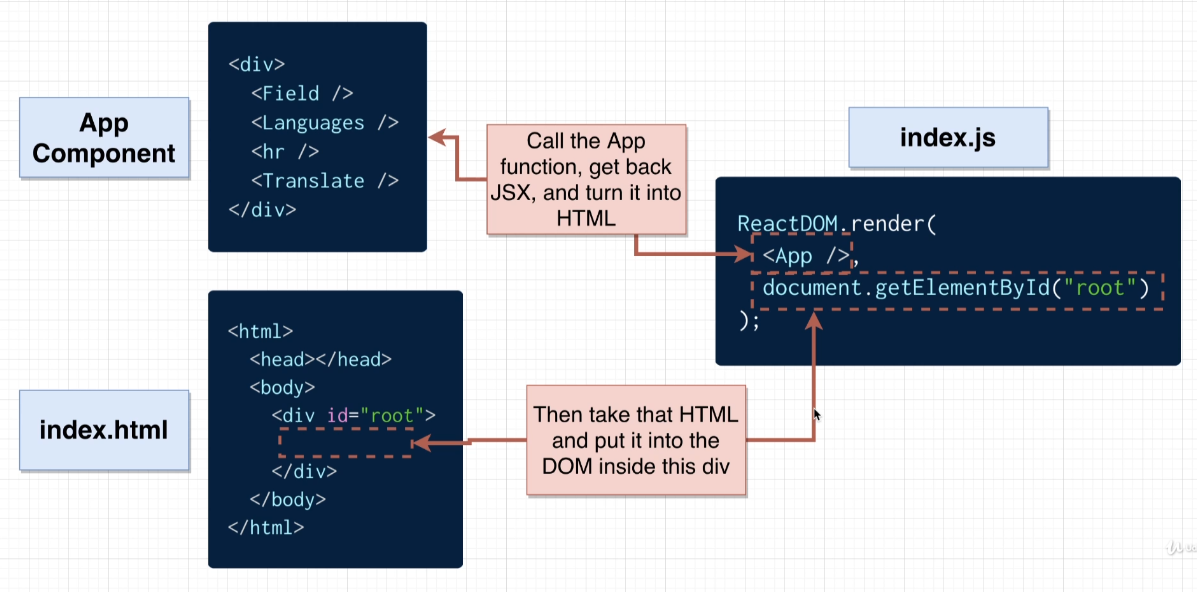 App
Component
<div>
<Field />
<Languages />
<hr />
<Translate />
</div>
Call the App
function, get back
JSX, and turn it into
HTML
index.js
ReactDOM.render(
<App />,
document.getElementById("root")
);
index.html
<html>
<head></head>
<body>
<div id="root">
</div>
</body>
</html>
Then take that HTML
and put it into the
DOM inside this div